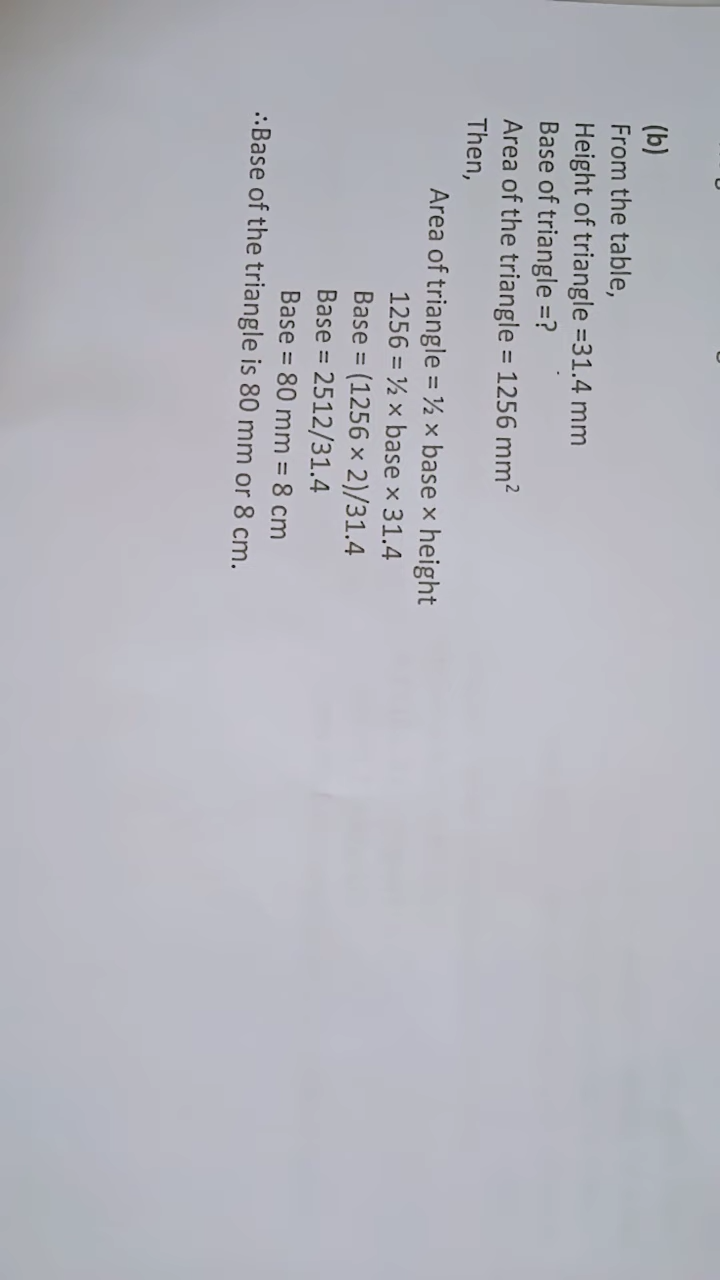 (b)
From the table,
Height of triangle =31.4 mm
Base of triangle =?
Area of the triangle = 1256 mm²
Then,
Area of triangle = ½ × base × height
1256 = ½ × base × 31.4
Base = (1256 × 2)/31.4
Base = 2512/31.4
Base = 80 mm = 8 cm
∴Base of the triangle is 80 mm or 8 cm.